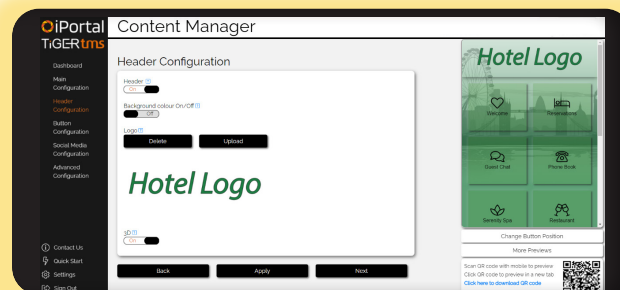 iPortal
TiGERtms
Content Manager
Dashboard
Main
Configuration
Header
Configuration
Button
Configuration
Social Media
Configuration
Advanced
Configuration
Contact Us
Quick Start
Settings
Sign Out
Header Configuration
Header [?]
On
Background colour On/Off [?]
Off
Logo [?]
Delete
Upload
Hotel Logo
3D [?]
On
Back
Apply
Next
Hotel Logo
Welcome
Reservations
Guest Chat
Phone Book
Serenity Spa
Restaurant
Change Button Position
More Previews
Scan QR code with mobile to preview
Click QR code to preview in a new tab
Click here to download QR code